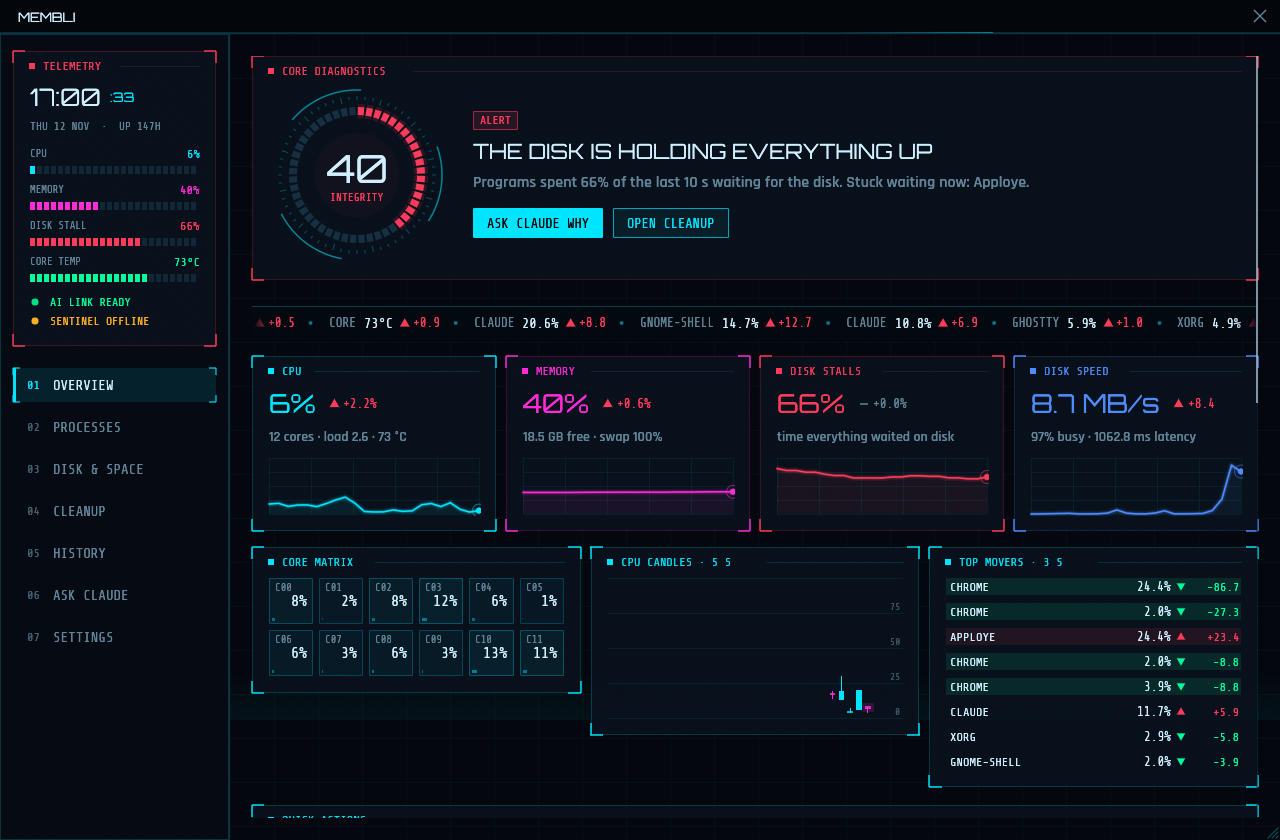 MEMBLI
TELEMETRY
17:00 :33
THU 12 NOV · UP 147H
CPU 6%
MEMORY 40%
DISK STALL 66%
CORE TEMP 73°C
AI LINK READY
SENTINEL OFFLINE
01 OVERVIEW
02 PROCESSES
03 DISK & SPACE
04 CLEANUP
05 HISTORY
06 ASK CLAUDE
07 SETTINGS
CORE DIAGNOSTICS
40
INTEGRITY
ALERT
THE DISK IS HOLDING EVERYTHING UP
Programs spent 66% of the last 10 s waiting for the disk. Stuck waiting now: Apploye.
ASK CLAUDE WHY OPEN CLEANUP
▲ +0.5 • CORE 73°C ▲ +0.9 • CLAUDE 20.6% ▲ +8.8 • GNOME-SHELL 14.7% ▲ +12.7 • CLAUDE 10.8% ▲ +6.9 • GHOSTTY 5.9% ▲ +1.0 • XORG 4.9% ▲
CPU
6% ▲ +2.2%
12 cores · load 2.6 · 73 °C
MEMORY
40% ▲ +0.6%
18.5 GB free · swap 100%
DISK STALLS
66% — +0.0%
time everything waited on disk
DISK SPEED
8.7 MB/s ▲ +8.4
97% busy · 1062.8 ms latency
CORE MATRIX
C00 C01 C02 C03 C04 C05
8% 2% 8% 12% 6% 1%
C06 C07 C08 C09 C10 C11
6% 3% 6% 3% 13% 11%
CPU CANDLES · 5 S
75
50
25
0
TOP MOVERS · 3 S
CHROME 24.4% ▼ -86.7
CHROME 2.0% ▼ -27.3
APPLOYE 24.4% ▲ +23.4
CHROME 2.0% ▼ -8.8
CHROME 3.9% ▼ -8.8
CLAUDE 11.7% ▲ +5.9
XORG 2.9% ▼ -5.8
GNOME-SHELL 2.0% ▼ -3.9
QUICK ACTIONS